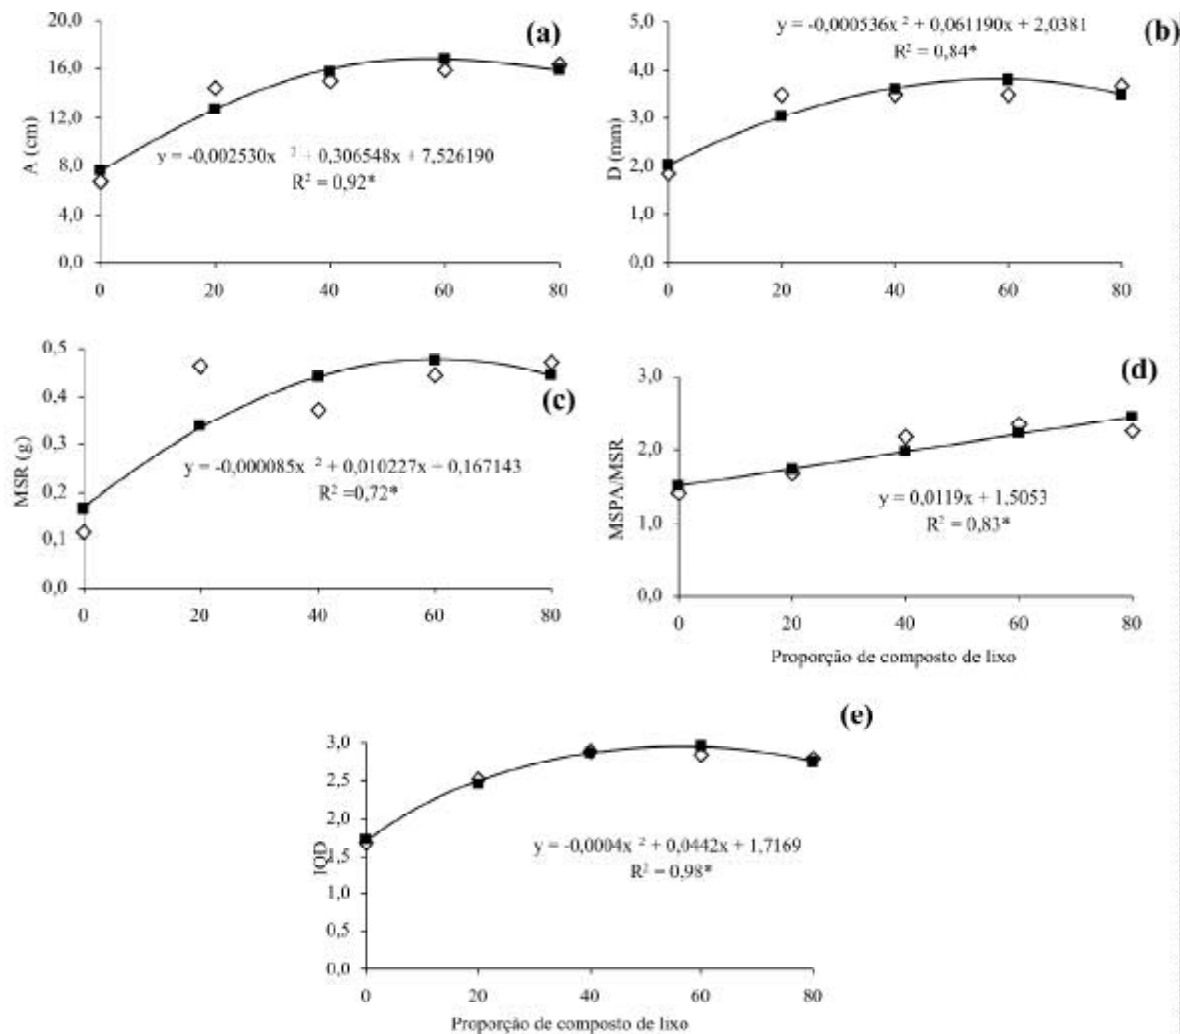 (a)
20,0
16,0
12,0
8,0
4,0
0,0
A (cm)
y = -0,002530x ² + 0,306548x + 7,526190
R² = 0,92*
0 20 40 60 80
y = -0,000536x ² + 0,061190x + 2,0381
R² = 0,84*
(b)
5,0
4,0
3,0
2,0
1,0
0,0
D (mm)
0 20 40 60 80
0,5
0,4
0,3
0,2
0,1
0,0
MSR (g)
(c)
y = -0,000085x ² + 0,010227x + 0,167143
R² =0,72*
0 20 40 60 80
(d)
3,0
2,0
1,0
0,0
MSPA/MSR
y = 0,0119x + 1,5053
R² = 0,83*
0 20 40 60 80
Proporção de composto de lixo
(e)
3,0
2,5
2,0
1,5
1,0
0,5
0,0
IQD
y = -0,0004x ² + 0,0442x + 1,7169
R² = 0,98*
0 20 40 60 80
Proporção de composto de lixo